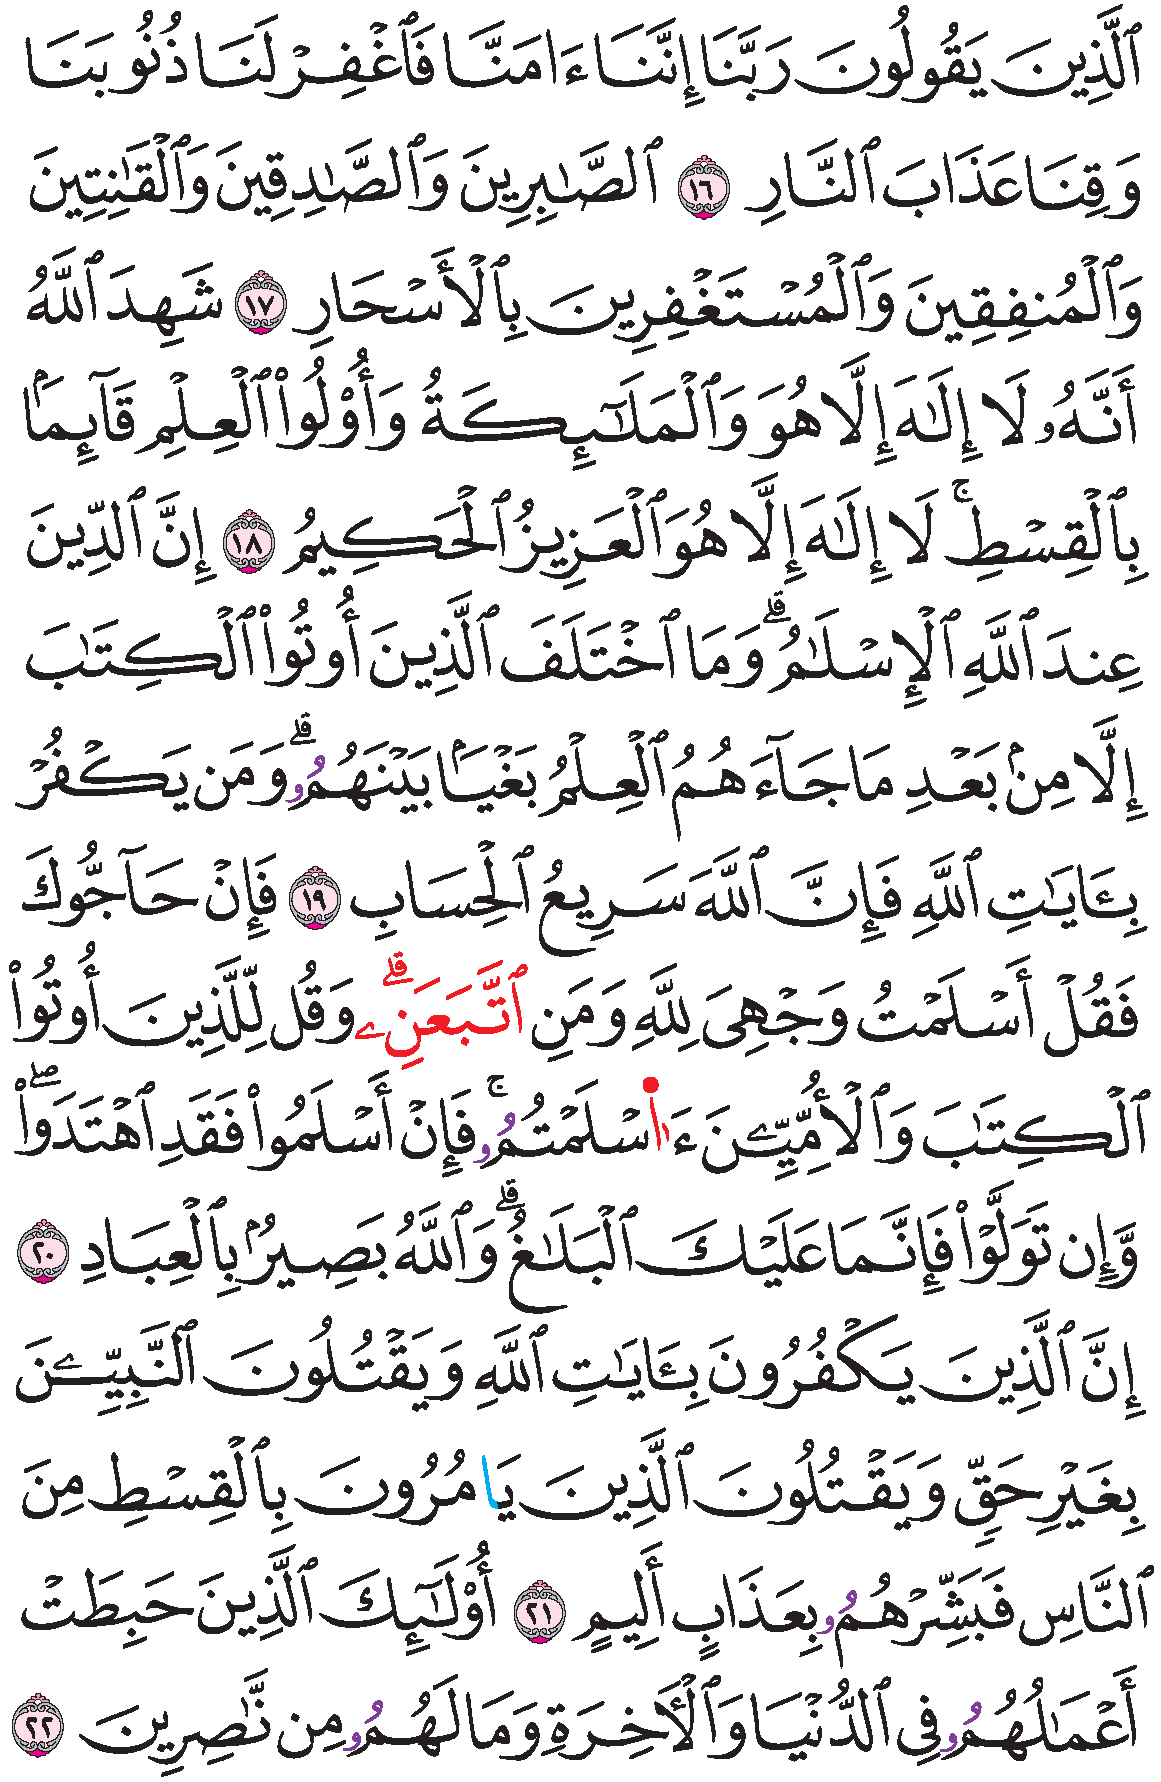 ٱلَّذِينَ يَقُولُونَ رَبَّنَا إِنَّنَا ءَامَنَّا فَٱغْفِرْ لَنَا ذُنُوبَنَا
وَقِنَا عَذَابَ ٱلنَّارِ ١٦ ٱلصَّٰبِرِينَ وَٱلصَّٰدِقِينَ وَٱلْقَٰنِتِينَ
وَٱلْمُنفِقِينَ وَٱلْمُسْتَغْفِرِينَ بِٱلْأَسْحَارِ ١٧ شَهِدَ ٱللَّهُ
أَنَّهُۥ لَا إِلَٰهَ إِلَّا هُوَ وَٱلْمَلَٰٓئِكَةُ وَأُوْلُواْ ٱلْعِلْمِ قَآئِمَۢا
بِٱلْقِسْطِۚ لَا إِلَٰهَ إِلَّا هُوَ ٱلْعَزِيزُ ٱلْحَكِيمُ ١٨ إِنَّ ٱلدِّينَ
عِندَ ٱللَّهِ ٱلْإِسْلَٰمُۗ وَمَا ٱخْتَلَفَ ٱلَّذِينَ أُوتُواْ ٱلْكِتَٰبَ
إِلَّا مِنۢ بَعْدِ مَا جَآءَهُمُ ٱلْعِلْمُ بَغْيَۢا بَيْنَهُمُۥۗ وَمَن يَكْفُرْ
بِـَٔايَٰتِ ٱللَّهِ فَإِنَّ ٱللَّهَ سَرِيعُ ٱلْحِسَابِ ١٩ فَإِنْ حَآجُّوكَ
فَقُلْ أَسْلَمْتُ وَجْهِىَ لِلَّهِ وَمَنِ ٱتَّبَعَنِۦۗ وَقُل لِّلَّذِينَ أُوتُواْ
ٱلْكِتَٰبَ وَٱلْأُمِّيِّـۧنَ ءَا۬سْلَمْتُمُۥۚ فَإِنْ أَسْلَمُواْ فَقَدِ ٱهْتَدَواْۖ
وَّإِن تَوَلَّوْاْ فَإِنَّمَا عَلَيْكَ ٱلْبَلَٰغُۗ وَٱللَّهُ بَصِيرُۢ بِٱلْعِبَادِ ٢٠
إِنَّ ٱلَّذِينَ يَكْفُرُونَ بِـَٔايَٰتِ ٱللَّهِ وَيَقْتُلُونَ ٱلنَّبِيِّـۧنَ
بِغَيْرِ حَقٍّ وَيَقْتُلُونَ ٱلَّذِينَ يَامُرُونَ بِٱلْقِسْطِ مِنَ
ٱلنَّاسِ فَبَشِّرْهُمُۥ بِعَذَابٍ أَلِيمٍ ٢١ أُوْلَٰٓئِكَ ٱلَّذِينَ حَبِطَتْ
أَعْمَٰلُهُمُۥ فِى ٱلدُّنْيَا وَٱلْأَخِرَةِ وَمَا لَهُمُۥ مِن نَّٰصِرِينَ ٢٢